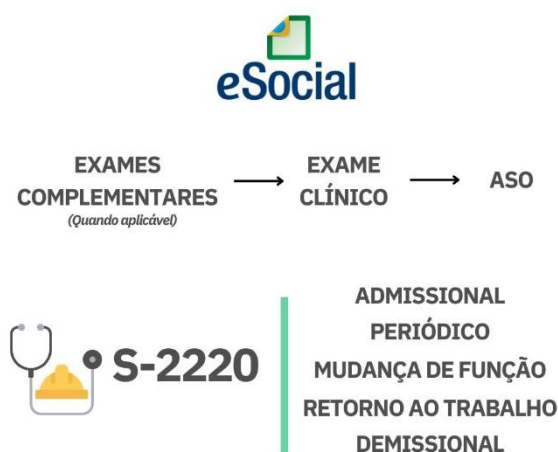 eSocial
EXAMES
COMPLEMENTARES
(Quando aplicável)
EXAME
CLÍNICO
ASO
S-2220
ADMISSIONAL
PERIÓDICO
MUDANÇA DE FUNÇÃO
RETORNO AO TRABALHO
DEMISSIONAL